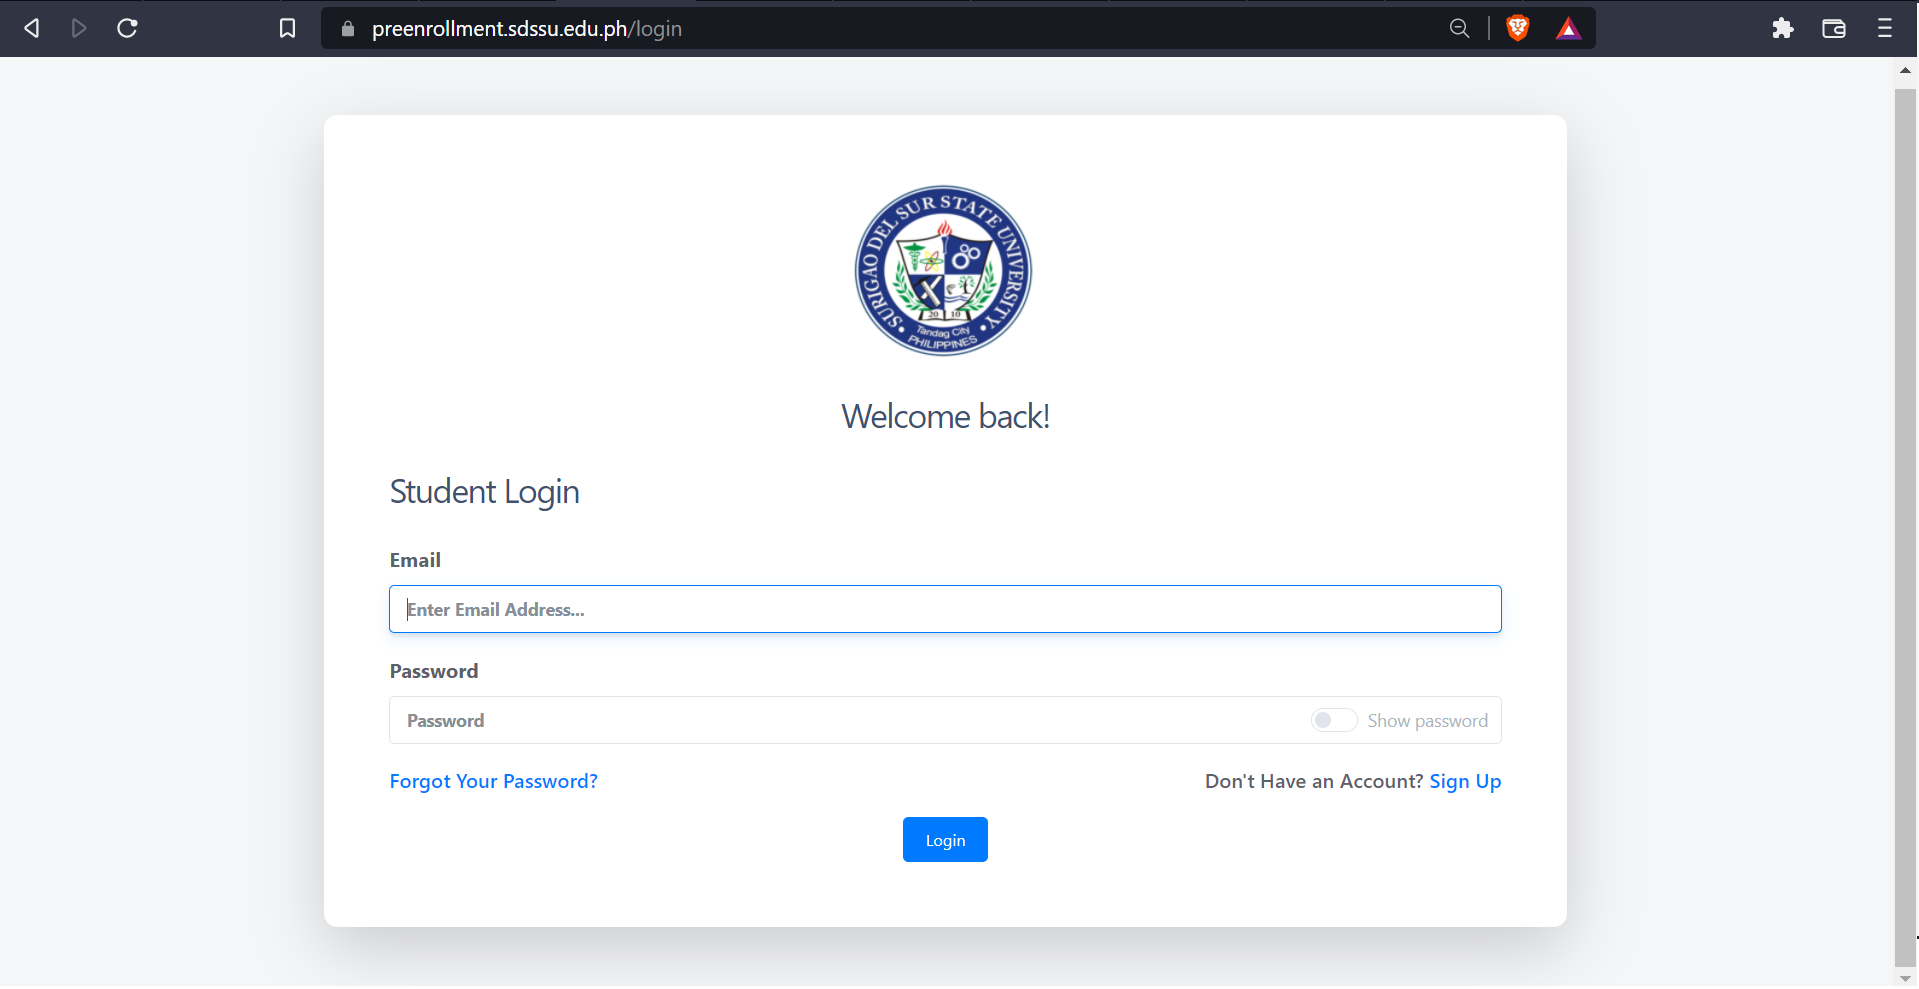 preenrollment.sdssu.edu.ph/login
SURIGAO DEL SUR STATE UNIVERSITY
20 10
Tandag City
PHILIPPINES
Welcome back!
Student Login
Email
Enter Email Address...
Password
Password
Show password
Forgot Your Password?
Don't Have an Account? Sign Up
Login